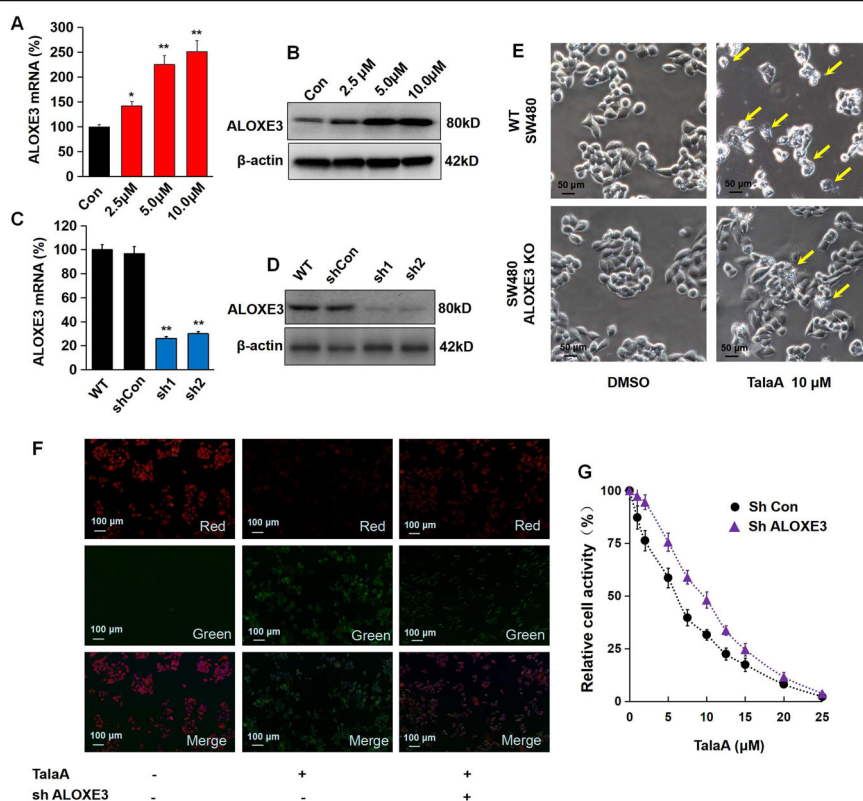 A
ALOXE3 mRNA (%)
300
250
200
150
100
50
0
*
**
**
Con
2.5μM
5.0μM
10.0μM
B
Con
2.5 μM
5.0μM
10.0μM
ALOXE3
80kD
β-actin
42kD
C
ALOXE3 mRNA (%)
120
100
80
60
40
20
0
**
**
WT
shCon
sh1
sh2
D
WT
shCon
sh1
sh2
ALOXE3
80kD
β-actin
42kD
E
WT
SW480
50 μm
50 μm
SW480
ALOXE3 KO
50 μm
50 μm
DMSO
TalaA 10 μM
F
Red
100 μm
Red
100 μm
Red
100 μm
Green
100 μm
Green
100 μm
Green
100 μm
Merge
100 μm
Merge
100 μm
Merge
100 μm
TalaA - + +
sh ALOXE3 - - +
G
Relative cell activity (%)
100
75
50
25
0
Sh Con
Sh ALOXE3
0 5 10 15 20 25
TalaA (μM)